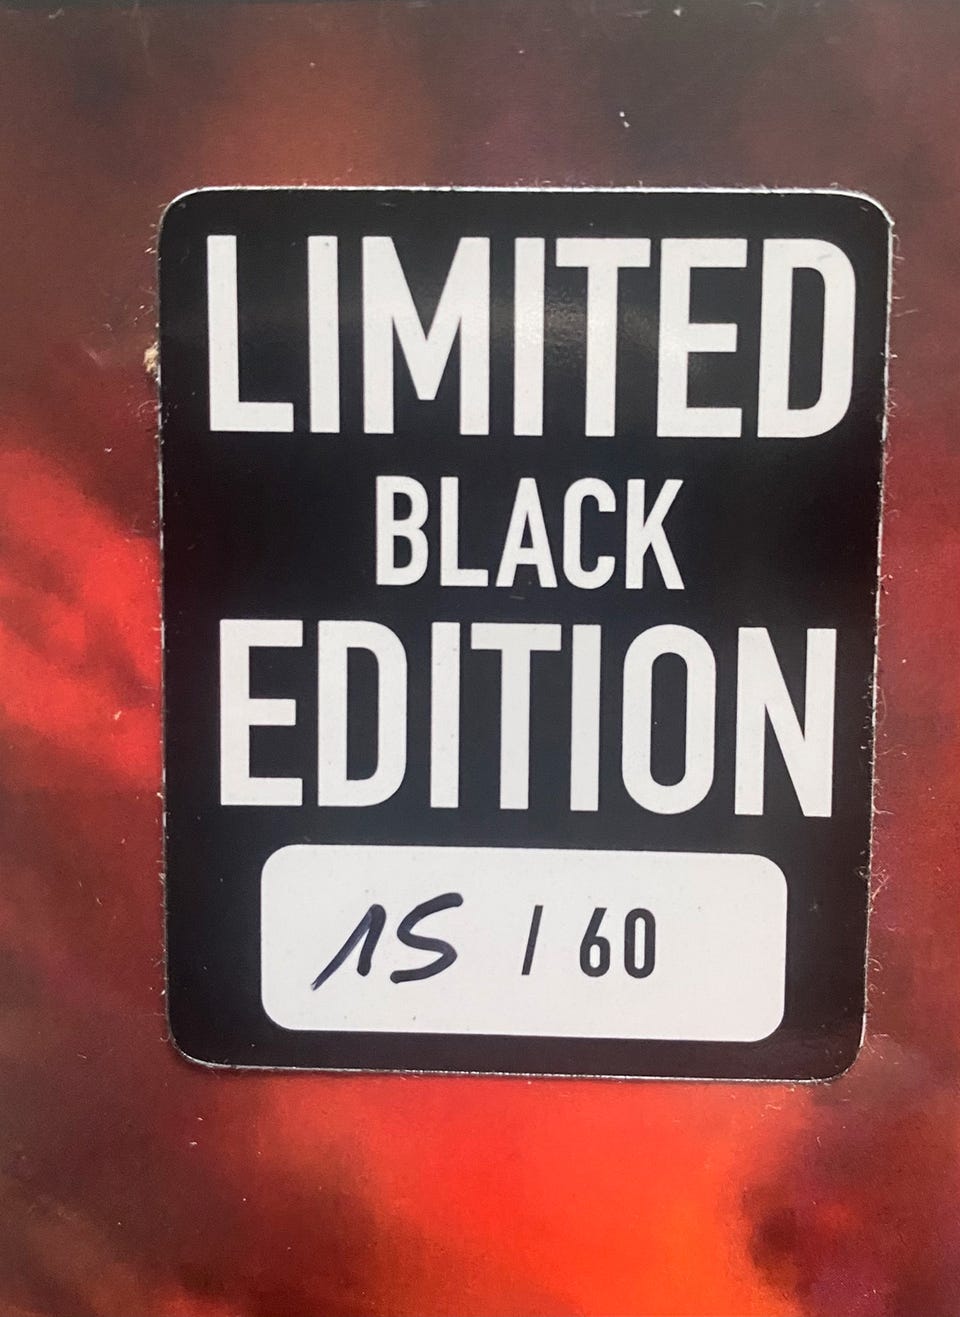 LIMITED
BLACK
EDITION
15 / 60